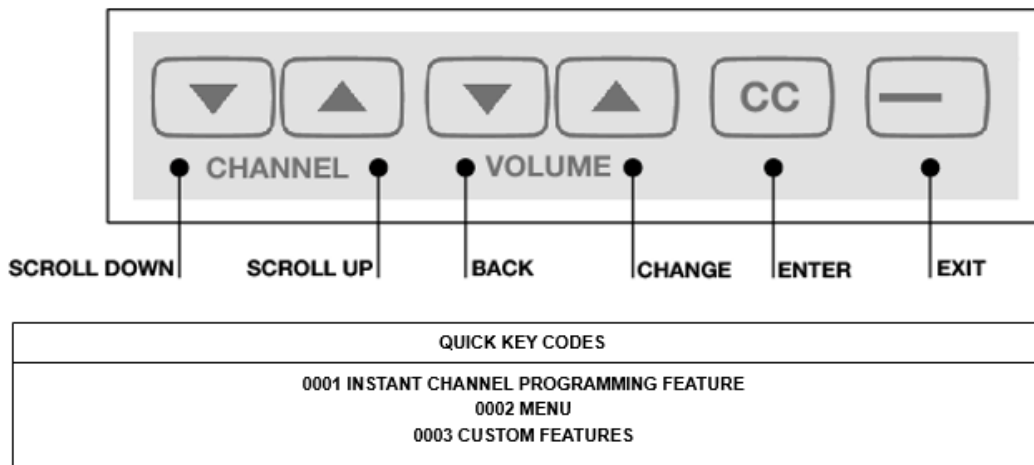 CC
CHANNEL VOLUME
SCROLL DOWN SCROLL UP BACK CHANGE ENTER EXIT
QUICK KEY CODES
0001 INSTANT CHANNEL PROGRAMMING FEATURE
0002 MENU
0003 CUSTOM FEATURES